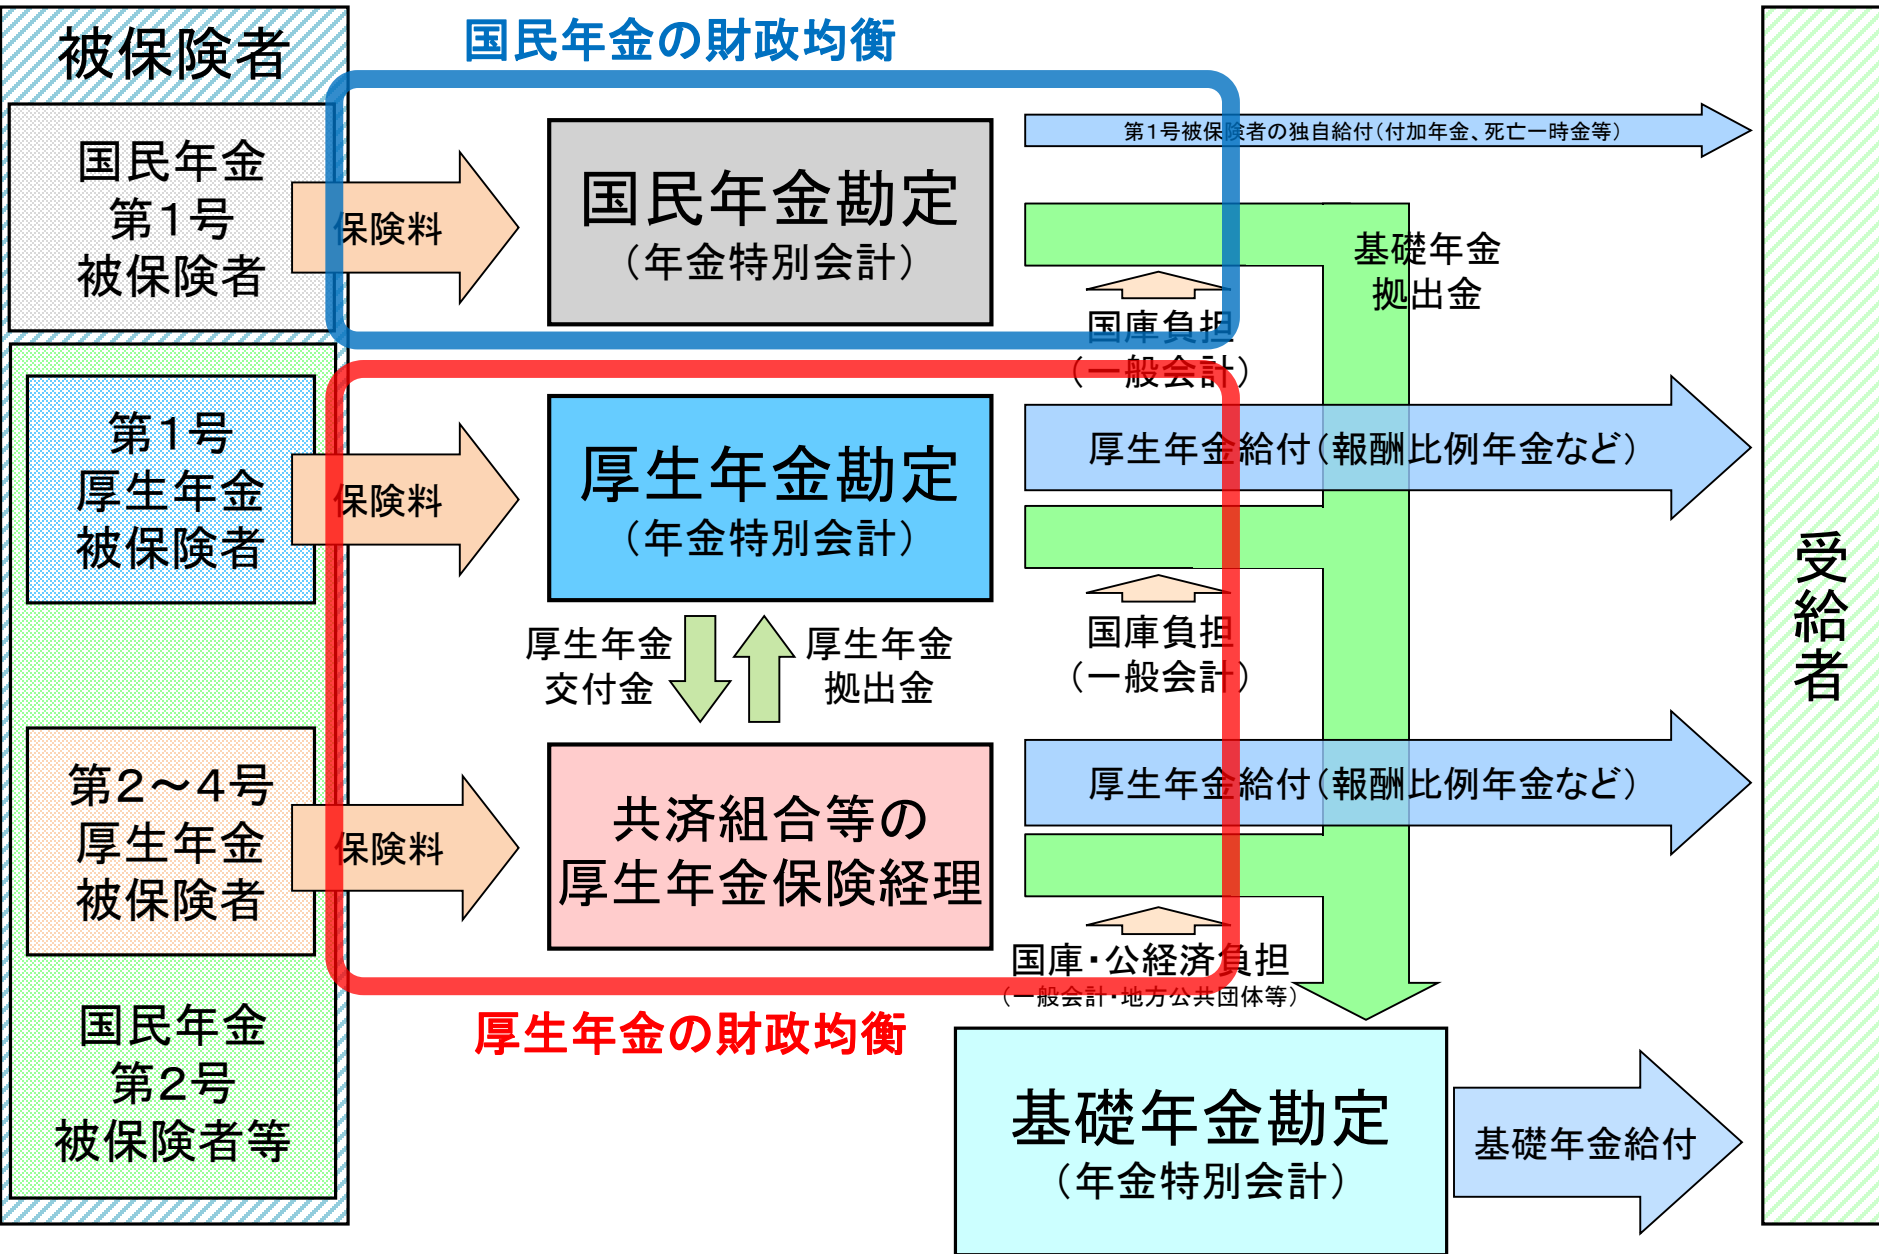 被保険者
国民年金の財政均衡
国民年金
第1号
被保険者
保険料
国民年金勘定
（年金特別会計）
第1号被保険者の独自給付（付加年金、死亡一時金等）
基礎年金
拠出金
国庫負担
（一般会計）
第1号
厚生年金
被保険者
保険料
厚生年金勘定
（年金特別会計）
厚生年金給付（報酬比例年金など）
国庫負担
（一般会計）
厚生年金
交付金
厚生年金
拠出金
第2～4号
厚生年金
被保険者
保険料
共済組合等の
厚生年金保険経理
厚生年金給付（報酬比例年金など）
国庫・公経済負担
（一般会計・地方公共団体等）
国民年金
第2号
被保険者等
厚生年金の財政均衡
基礎年金勘定
（年金特別会計）
基礎年金給付
受給者